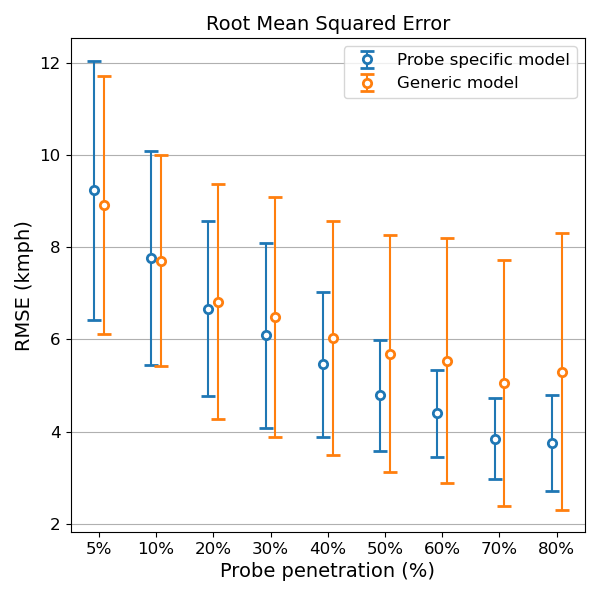 Root Mean Squared Error
Probe specific model
Generic model
RMSE (kmph)
12
10
8
6
4
2
5% 10% 20% 30% 40% 50% 60% 70% 80%
Probe penetration (%)